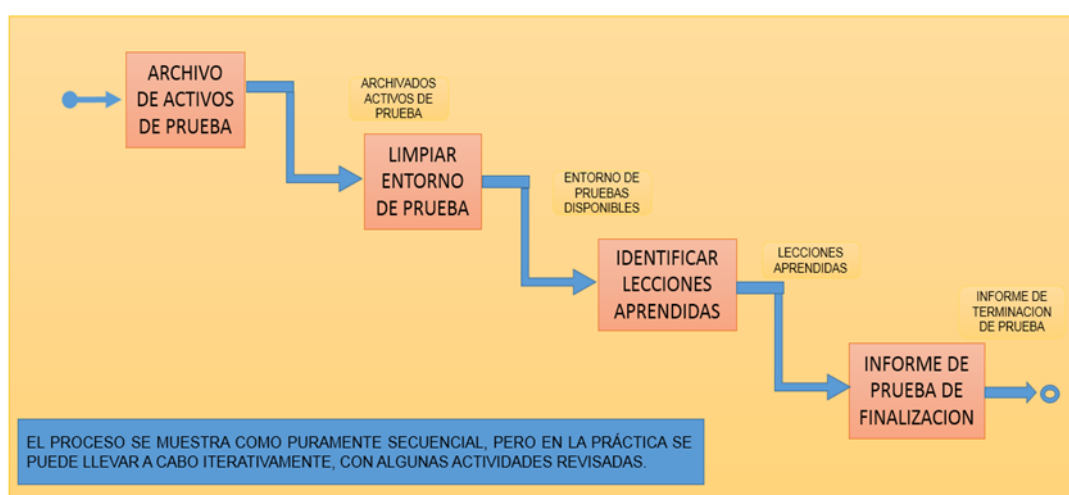 ARCHIVO
DE ACTIVOS
DE PRUEBA
ARCHIVADOS
ACTIVOS DE
PRUEBA
LIMPIAR
ENTORNO
DE PRUEBA
ENTORNO DE
PRUEBAS
DISPONIBLES
IDENTIFICAR
LECCIONES
APRENDIDAS
LECCIONES
APRENDIDAS
INFORME DE
TERMINACION
DE PRUEBA
INFORME DE
PRUEBA DE
FINALIZACION
EL PROCESO SE MUESTRA COMO PURAMENTE SECUENCIAL, PERO EN LA PRÁCTICA SE
PUEDE LLEVAR A CABO ITERATIVAMENTE, CON ALGUNAS ACTIVIDADES REVISADAS.